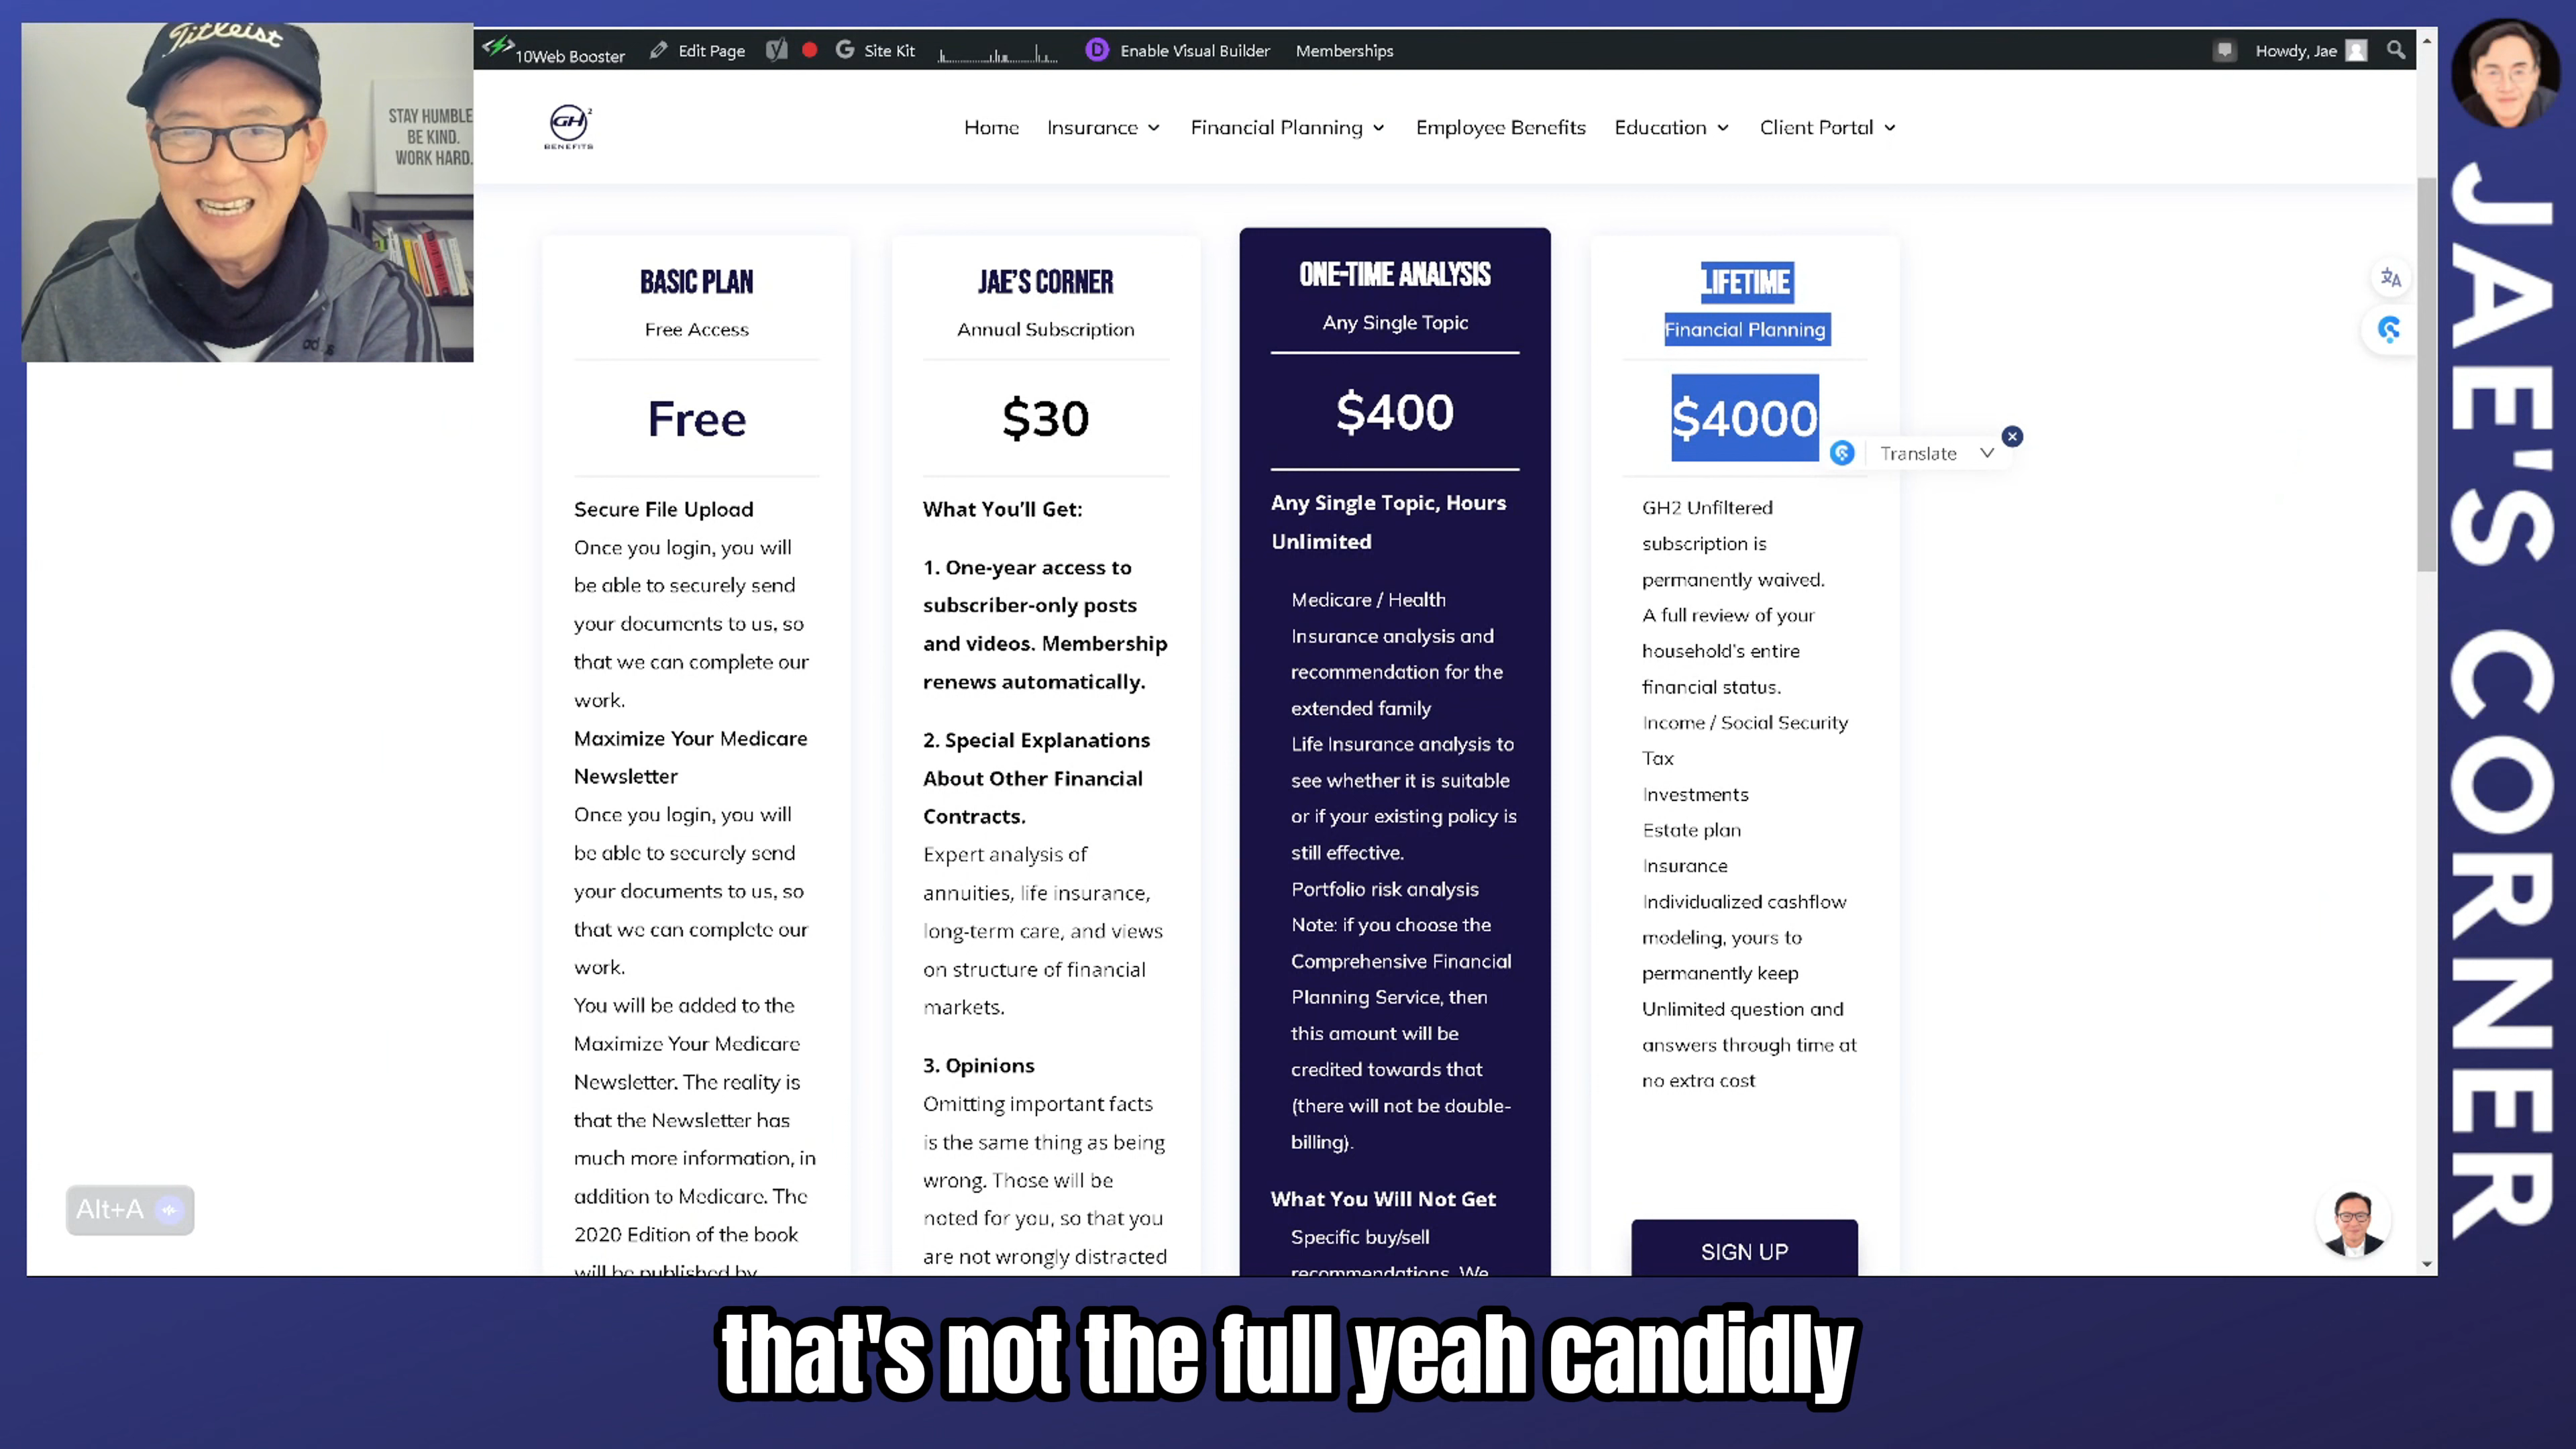 Titleist
STAY HUMBLE.
BE KIND.
WORK HARD.
10Web Booster
Edit Page
Site Kit
Enable Visual Builder
Memberships
Howdy, Jae
GH2
BENEFITS
Home
Insurance
Financial Planning
Employee Benefits
Education
Client Portal
BASIC PLAN
Free Access
Free
Secure File Upload
Once you login, you will
be able to securely send
your documents to us, so
that we can complete our
work.
Maximize Your Medicare
Newsletter
Once you login, you will
be able to securely send
your documents to us, so
that we can complete our
work.
You will be added to the
Maximize Your Medicare
Newsletter. The reality is
that the Newsletter has
much more information, in
addition to Medicare. The
2020 Edition of the book
will be published by
JAE'S CORNER
Annual Subscription
$30
What You'll Get:
1. One-year access to
subscriber-only posts
and videos. Membership
renews automatically.
2. Special Explanations
About Other Financial
Contracts.
Expert analysis of
annuities, life insurance,
long-term care, and views
on structure of financial
markets.
3. Opinions
Omitting important facts
is the same thing as being
wrong. Those will be
noted for you, so that you
are not wrongly distracted
ONE-TIME ANALYSIS
Any Single Topic
$400
Any Single Topic, Hours
Unlimited
Medicare / Health
Insurance analysis and
recommendation for the
extended family
Life Insurance analysis to
see whether it is suitable
or if your existing policy is
still effective.
Portfolio risk analysis
Note: if you choose the
Comprehensive Financial
Planning Service, then
this amount will be
credited towards that
(there will not be double-
billing).
What You Will Not Get
Specific buy/sell
recommendations. We
LIFETIME
Financial Planning
$4000
Translate
GH2 Unfiltered
subscription is
permanently waived.
A full review of your
household's entire
financial status.
Income / Social Security
Tax
Investments
Estate plan
Insurance
Individualized cashflow
modeling, yours to
permanently keep
Unlimited question and
answers through time at
no extra cost
SIGN UP
Alt+A
JAE'S CORNER
that's not the full yeah candidly